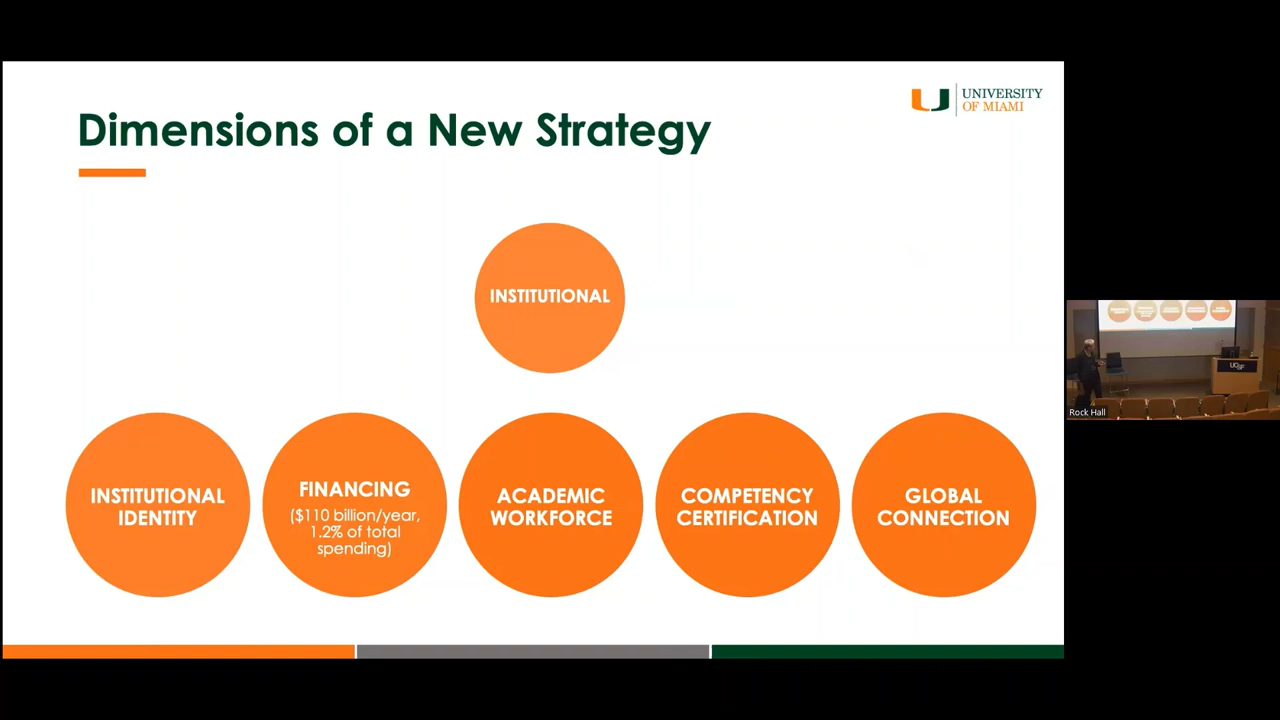 UNIVERSITY
OF MIAMI
Dimensions of a New Strategy
INSTITUTIONAL
INSTITUTIONAL
IDENTITY
FINANCING
($110 billion/year,
1.2% of total
spending)
ACADEMIC
WORKFORCE
COMPETENCY
CERTIFICATION
GLOBAL
CONNECTION
UCSF
Rock Hall